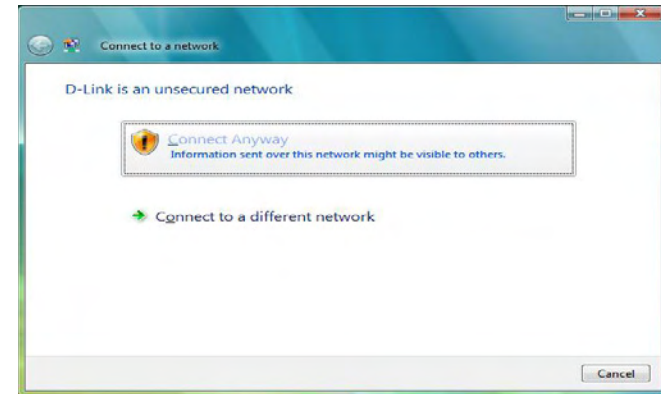 Connect to a network
D-Link is an unsecured network
Connect Anyway
Information sent over this network might be visible to others.
Connect to a different network
Cancel